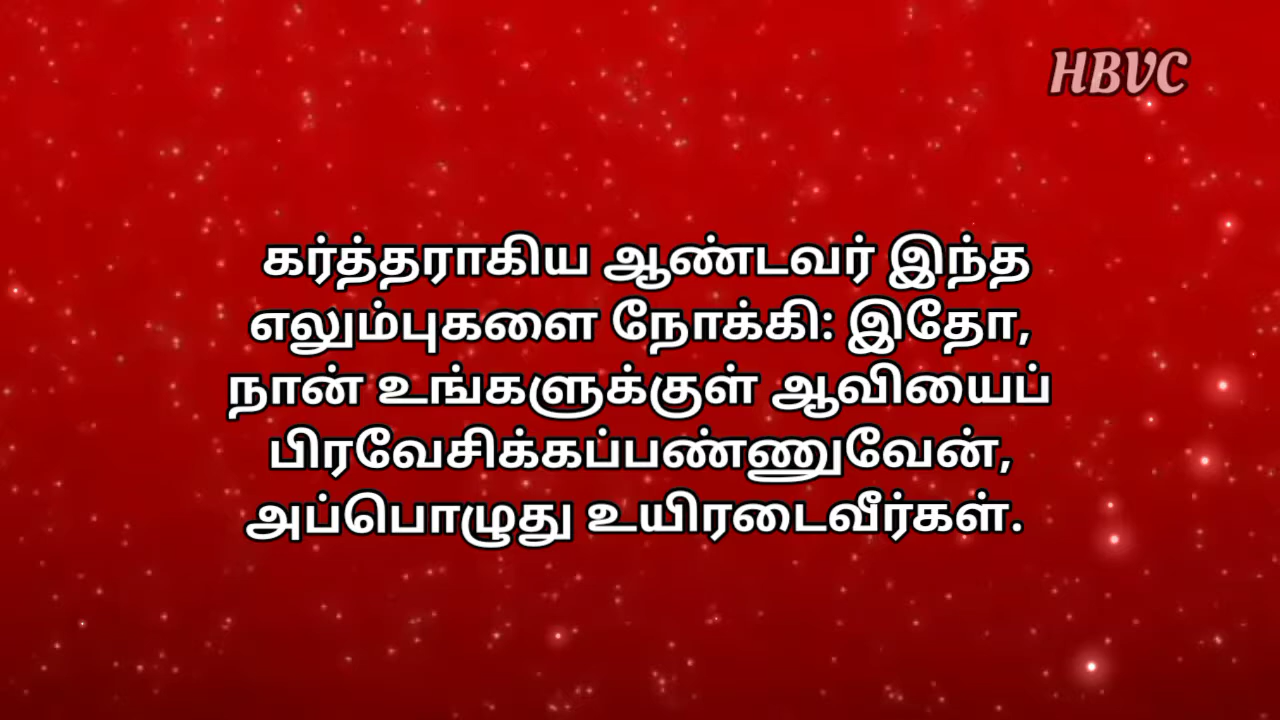 HBVC
கர்த்தராகிய ஆண்டவர் இந்த
எலும்புகளை நோக்கி: இதோ,
நான் உங்களுக்குள் ஆவியைப்
பிரவேசிக்கப்பண்ணுவேன்,
அப்பொழுது உயிரடைவீர்கள்.